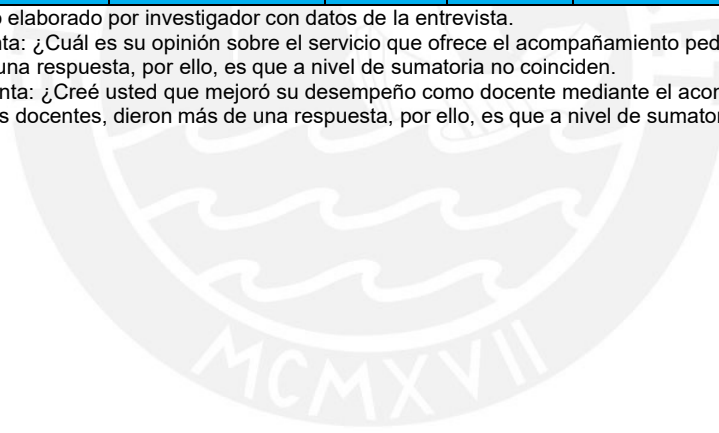 elaborado por investigador con datos de la entrevista.
ta: ¿Cuál es su opinión sobre el servicio que ofrece el acompañamiento ped
una respuesta, por ello, es que a nivel de sumatoria no coinciden.
nta: ¿Creé usted que mejoró su desempeño como docente mediante el acor
s docentes, dieron más de una respuesta, por ello, es que a nivel de sumator
MCMXVII